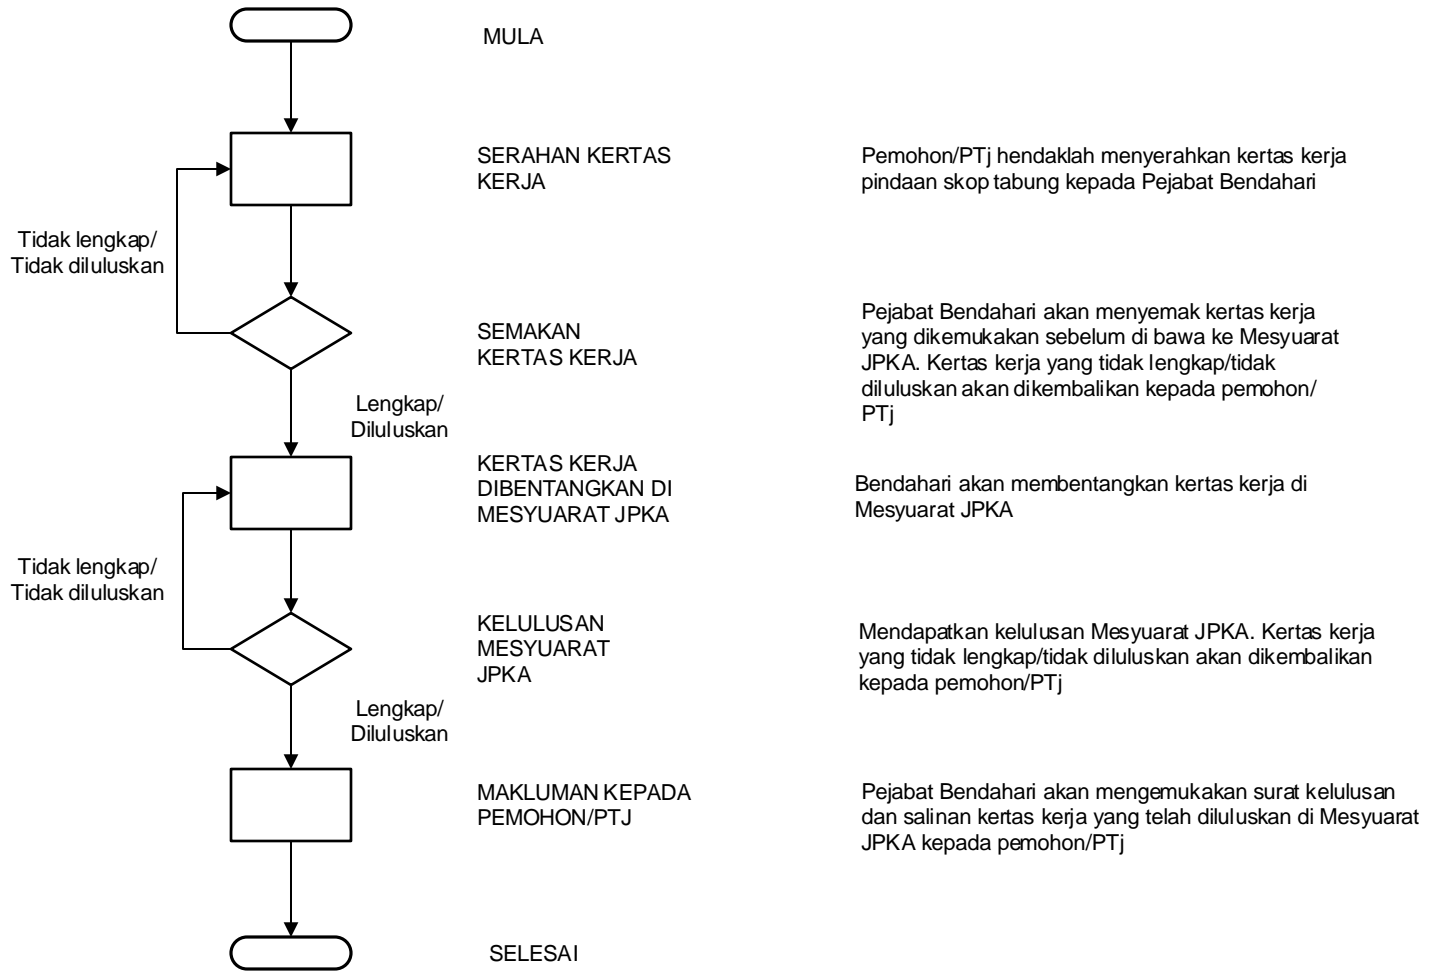 MULA
SERAHAN KERTAS
KERJA
Pemohon/PTj hendaklah menyerahkan kertas kerja
pindaan skop tabung kepada Pejabat Bendahari
Tidak lengkap/
Tidak diluluskan
SEMAKAN
KERTAS KERJA
Pejabat Bendahari akan menyemak kertas kerja
yang dikemukakan sebelum di bawa ke Mesyuarat
JPKA. Kertas kerja yang tidak lengkap/tidak
diluluskan akan dikembalikan kepada pemohon/
PTj
Lengkap/
Diluluskan
KERTAS KERJA
DIBENTANGKAN DI
MESYUARAT JPKA
Bendahari akan membentangkan kertas kerja di
Mesyuarat JPKA
Tidak lengkap/
Tidak diluluskan
KELULUSAN
MESYUARAT
JPKA
Mendapatkan kelulusan Mesyuarat JPKA. Kertas kerja
yang tidak lengkap/tidak diluluskan akan dikembalikan
kepada pemohon/PTj
Lengkap/
Diluluskan
MAKLUMAN KEPADA
PEMOHON/PTJ
Pejabat Bendahari akan mengemukakan surat kelulusan
dan salinan kertas kerja yang telah diluluskan di Mesyuarat
JPKA kepada pemohon/PTj
SELESAI